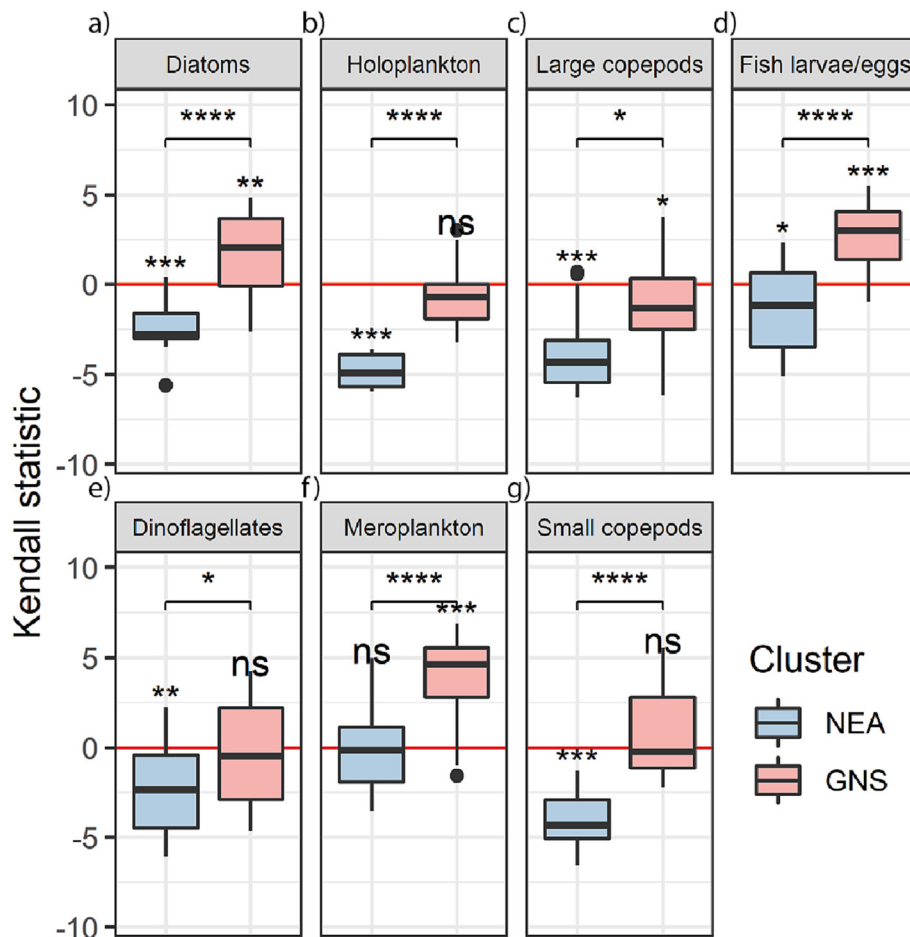 a) b) c) d)
Diatoms Holoplankton Large copepods Fish larvae/eggs
10 **** **** * ****
5 *** ** *** ns *** * * ***
0
-5
-10
e) f) g)
Dinoflagellates Meroplankton Small copepods
10 * **** ****
5 ** ns ns *** *** ns
0
-5
-10
Kendall statistic
Cluster
NEA
GNS